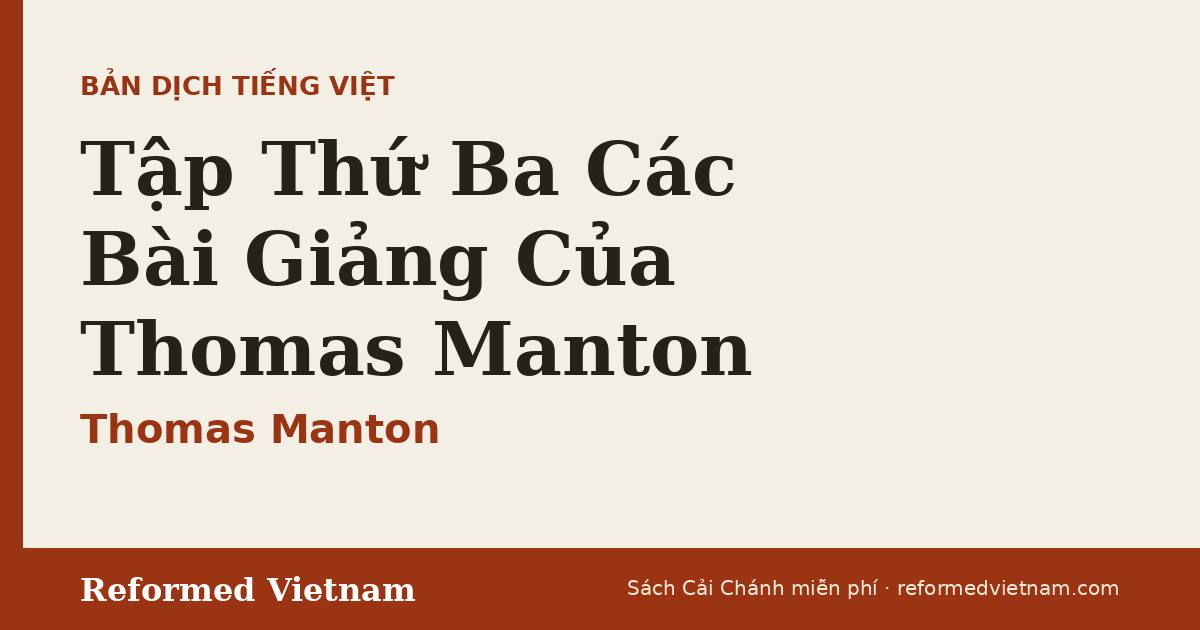 BẢN DỊCH TIẾNG VIỆT
Tập Thứ Ba Các
Bài Giảng Của
Thomas Manton
Thomas Manton
Reformed Vietnam
Sách Cải Chánh miễn phí · reformedvietnam.com